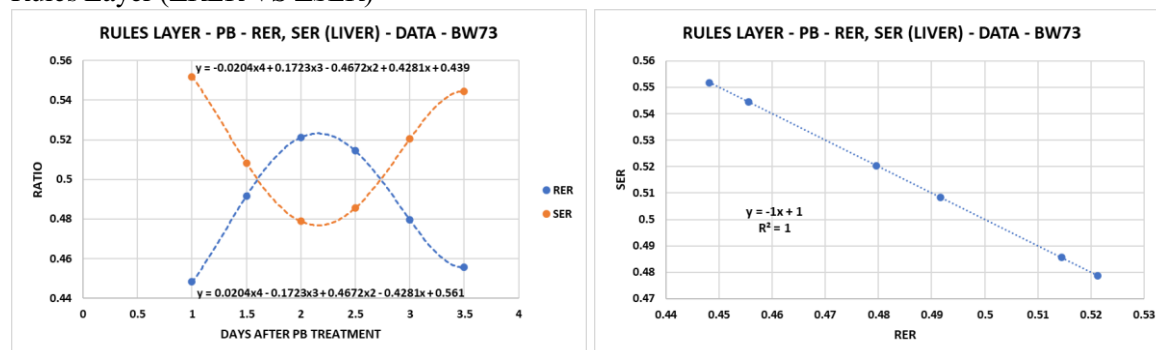 Rules Layer (ERER VS ESER)
RULES LAYER - PB - RER, SER (LIVER) - DATA - BW73
y = -0.0204x4 + 0.1723x3 - 0.4672x2 + 0.4281x + 0.439
0.56
0.54
0.52
0.5
0.48
0.46
0.44
RATIO
y = 0.0204x4 - 0.1723x3 + 0.4672x2 - 0.4281x + 0.561
0
0.5
1
1.5
2
2.5
3
3.5
4
DAYS AFTER PB TREATMENT
RER
SER
RULES LAYER - PB - RER, SER (LIVER) - DATA - BW73
0.56
0.55
0.54
0.53
0.52
0.51
0.5
0.49
0.48
0.47
SER
y = -1x + 1
R² = 1
0.44
0.45
0.46
0.47
0.48
0.49
0.5
0.51
0.52
0.53
RER